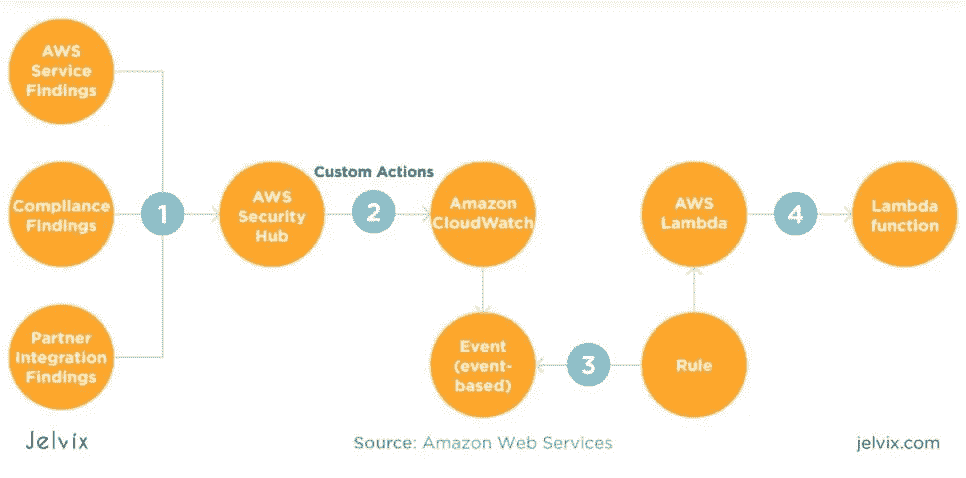 AWS
Service
Findings
Compliance
Findings
Partner
Integration
Findings
1
AWS
Security
Hub
Custom Actions
2
Amazon
CloudWatch
Event
(event-
based)
3
Rule
AWS
Lambda
4
Lambda
function
Jelvix
Source: Amazon Web Services
jelvix.com